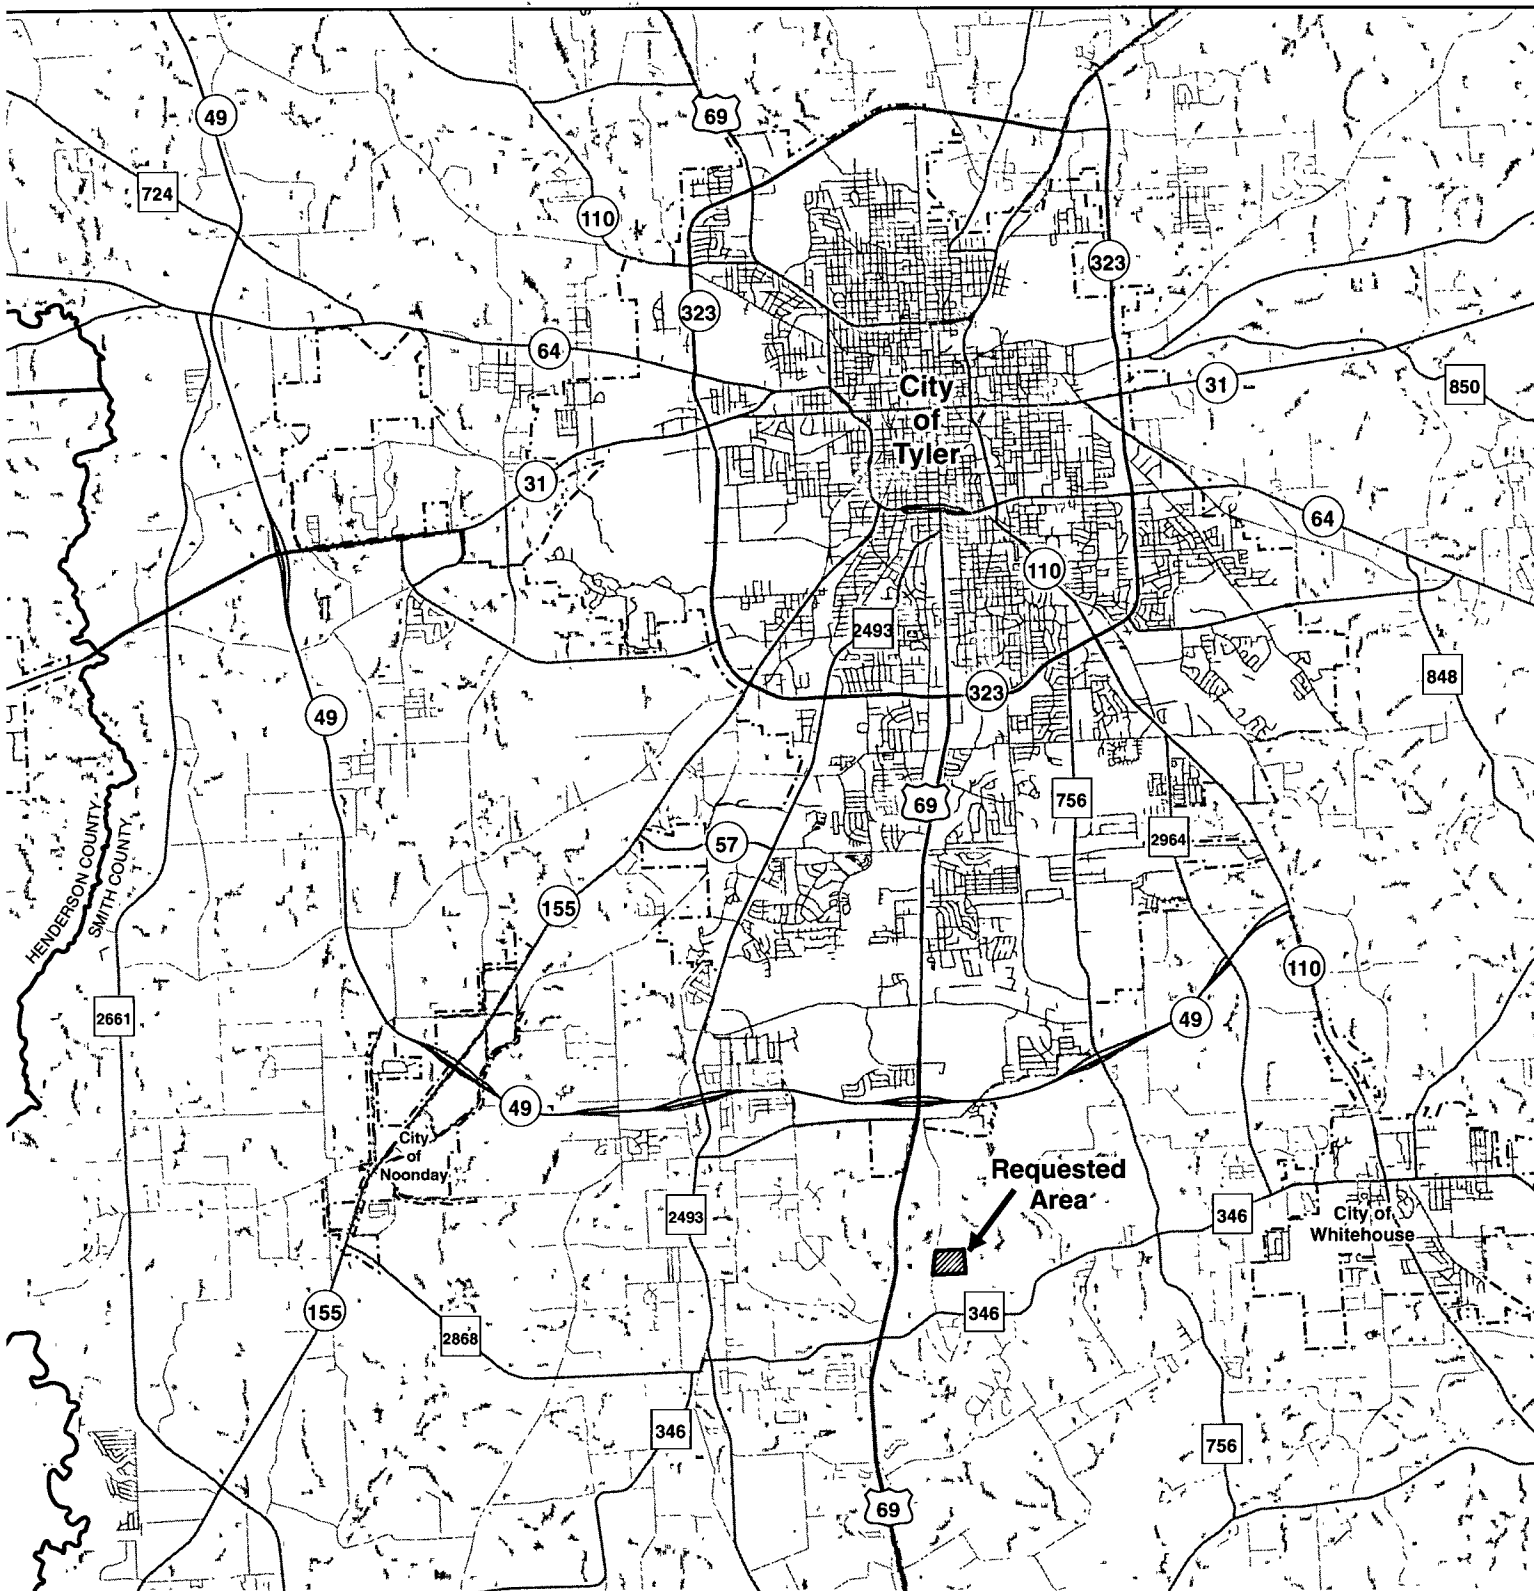 49
69
724
110
323
323
64
City
of
Tyler
31
850
31
64
110
2493
848
323
49
69
756
2964
57
HENDERSON COUNTY
SMITH COUNTY
155
110
2661
49
49
City
of
Noonday
Requested
Area
2493
346
City of
Whitehouse
155
346
2868
346
756
69